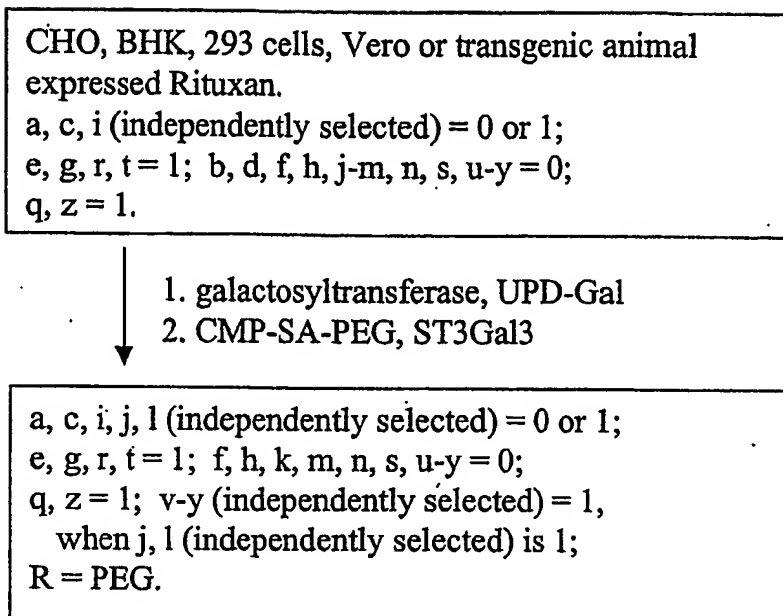 CHO, BHK, 293 cells, Vero or transgenic animal
expressed Rituxan.
a, c, i (independently selected) = 0 or 1;
e, g, r, t = 1; b, d, f, h, j-m, n, s, u-y = 0;
q, z = 1.
1. galactosyltransferase, UPD-Gal
2. CMP-SA-PEG, ST3Gal3
a, c, i, j, l (independently selected) = 0 or 1;
e, g, r, t = 1; f, h, k, m, n, s, u-y = 0;
q, z = 1; v-y (independently selected) = 1,
when j, l (independently selected) is 1;
R = PEG.